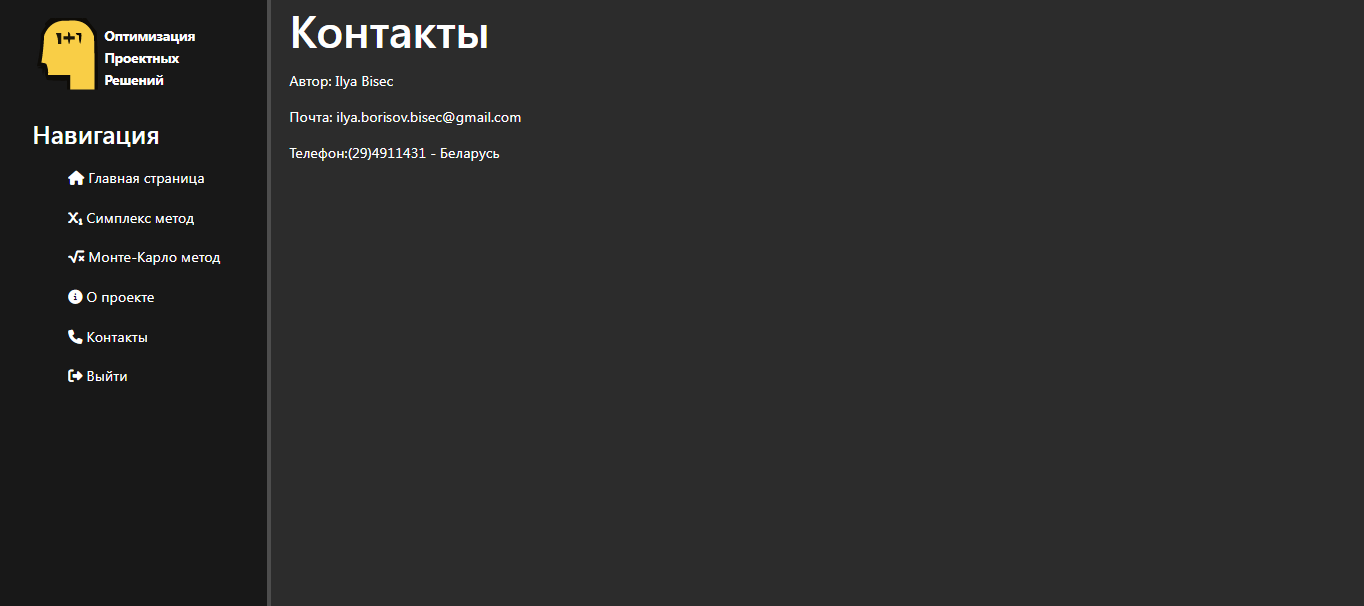 1+1
Оптимизация
Проектных
Решений
Навигация
Главная страница
X₁ Симплекс метод
√x Монте-Карло метод
О проекте
Контакты
Выйти
Контакты
Автор: Ilya Bisec
Почта: ilya.borisov.bisec@gmail.com
Телефон:(29)4911431 - Беларусь